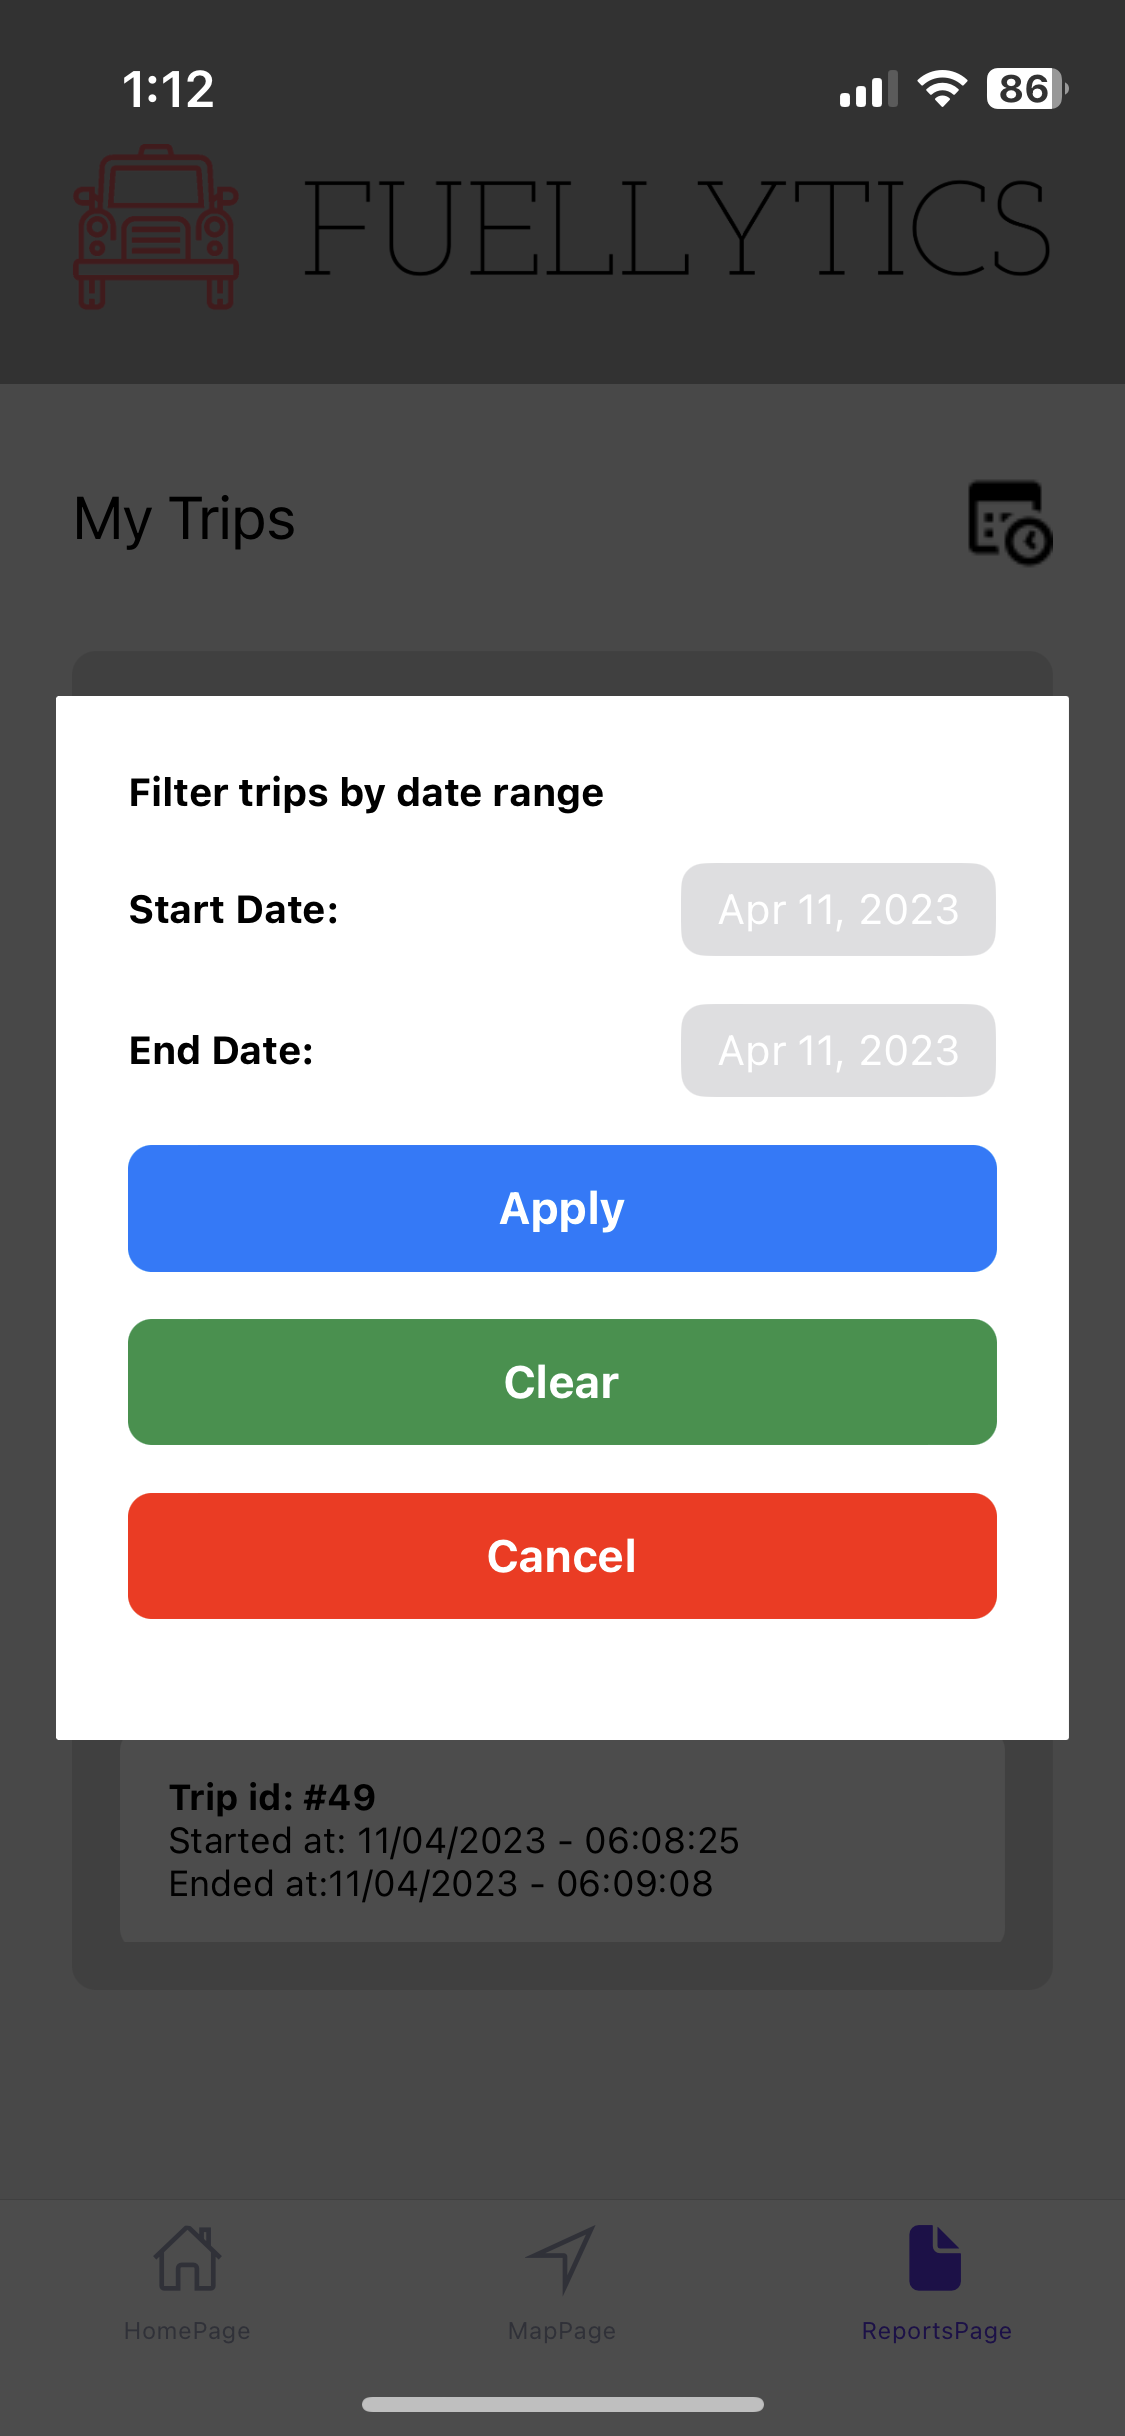 1:12
86
FUELLYTICS
My Trips
Filter trips by date range
Start Date: Apr 11, 2023
End Date: Apr 11, 2023
Apply
Clear
Cancel
Trip id: #49
Started at: 11/04/2023 - 06:08:25
Ended at:11/04/2023 - 06:09:08
HomePage MapPage ReportsPage